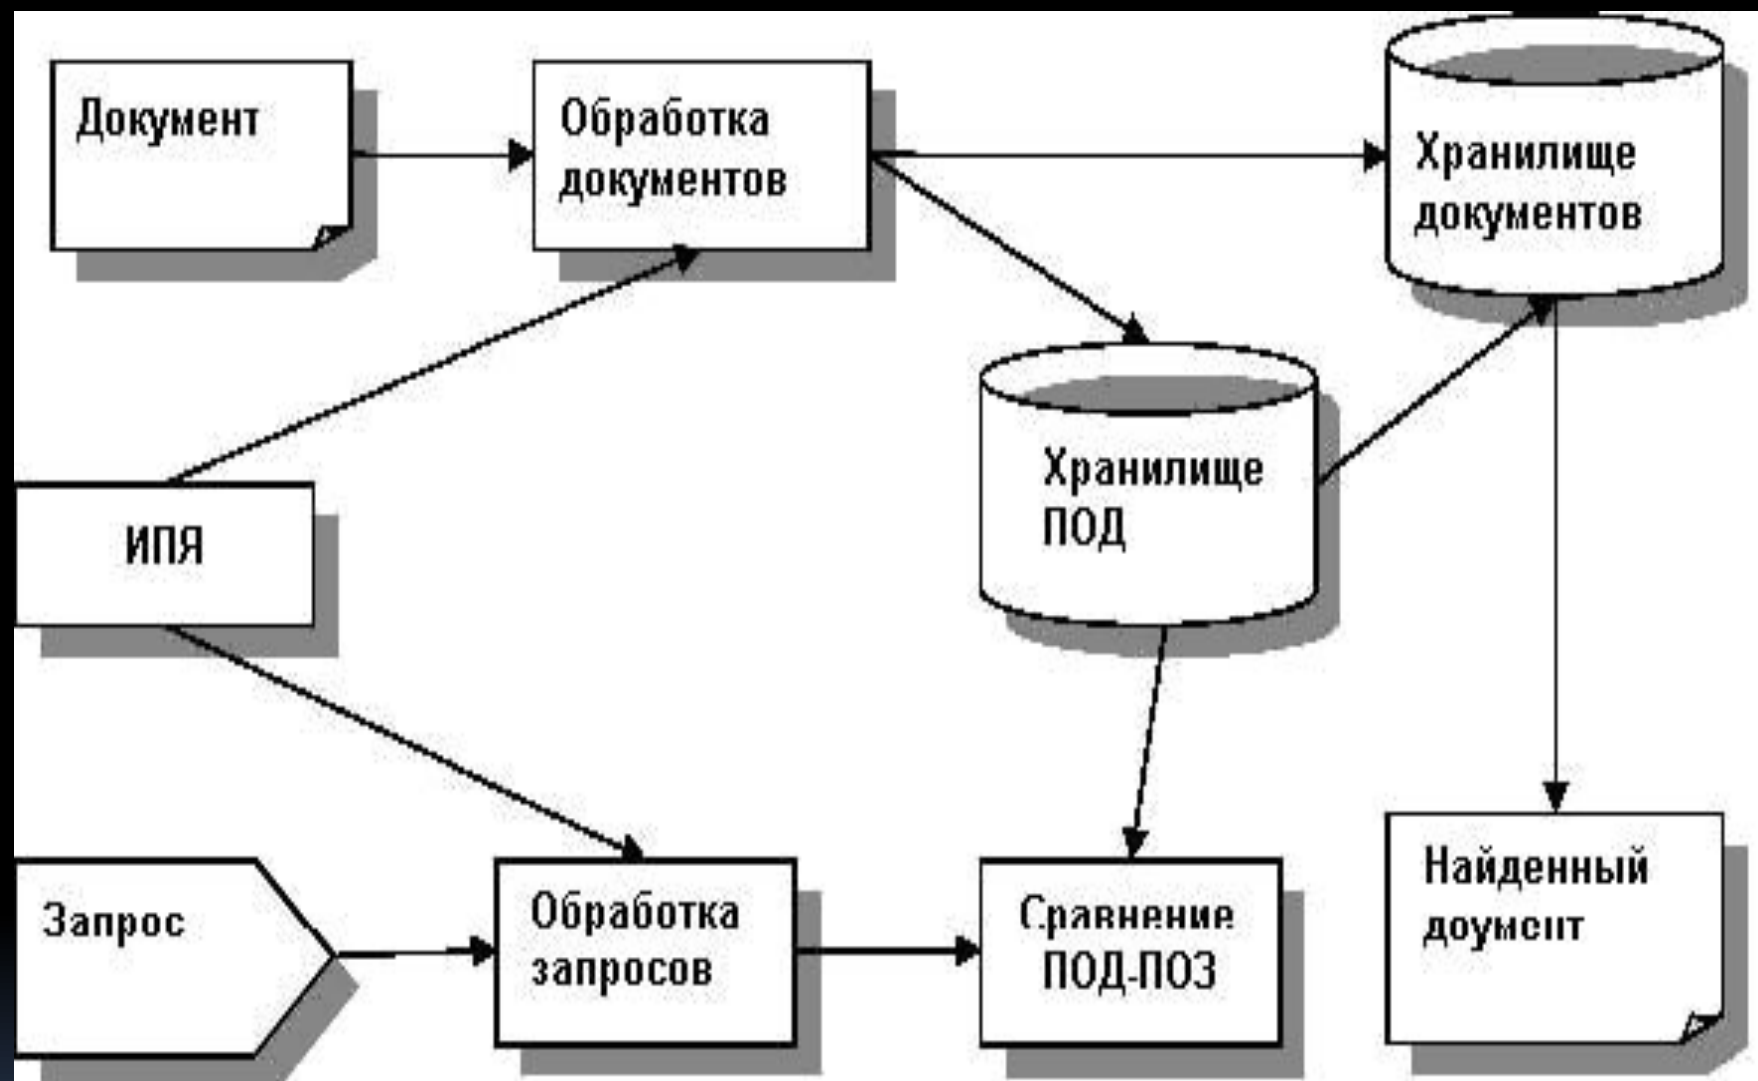 Документ
Обработка
документов
Хранилище
документов
Хранилище
ПОД
ИПЯ
Запрос
Обработка
запросов
Сравнение
ПОД-ПОЗ
Найденный
доумент